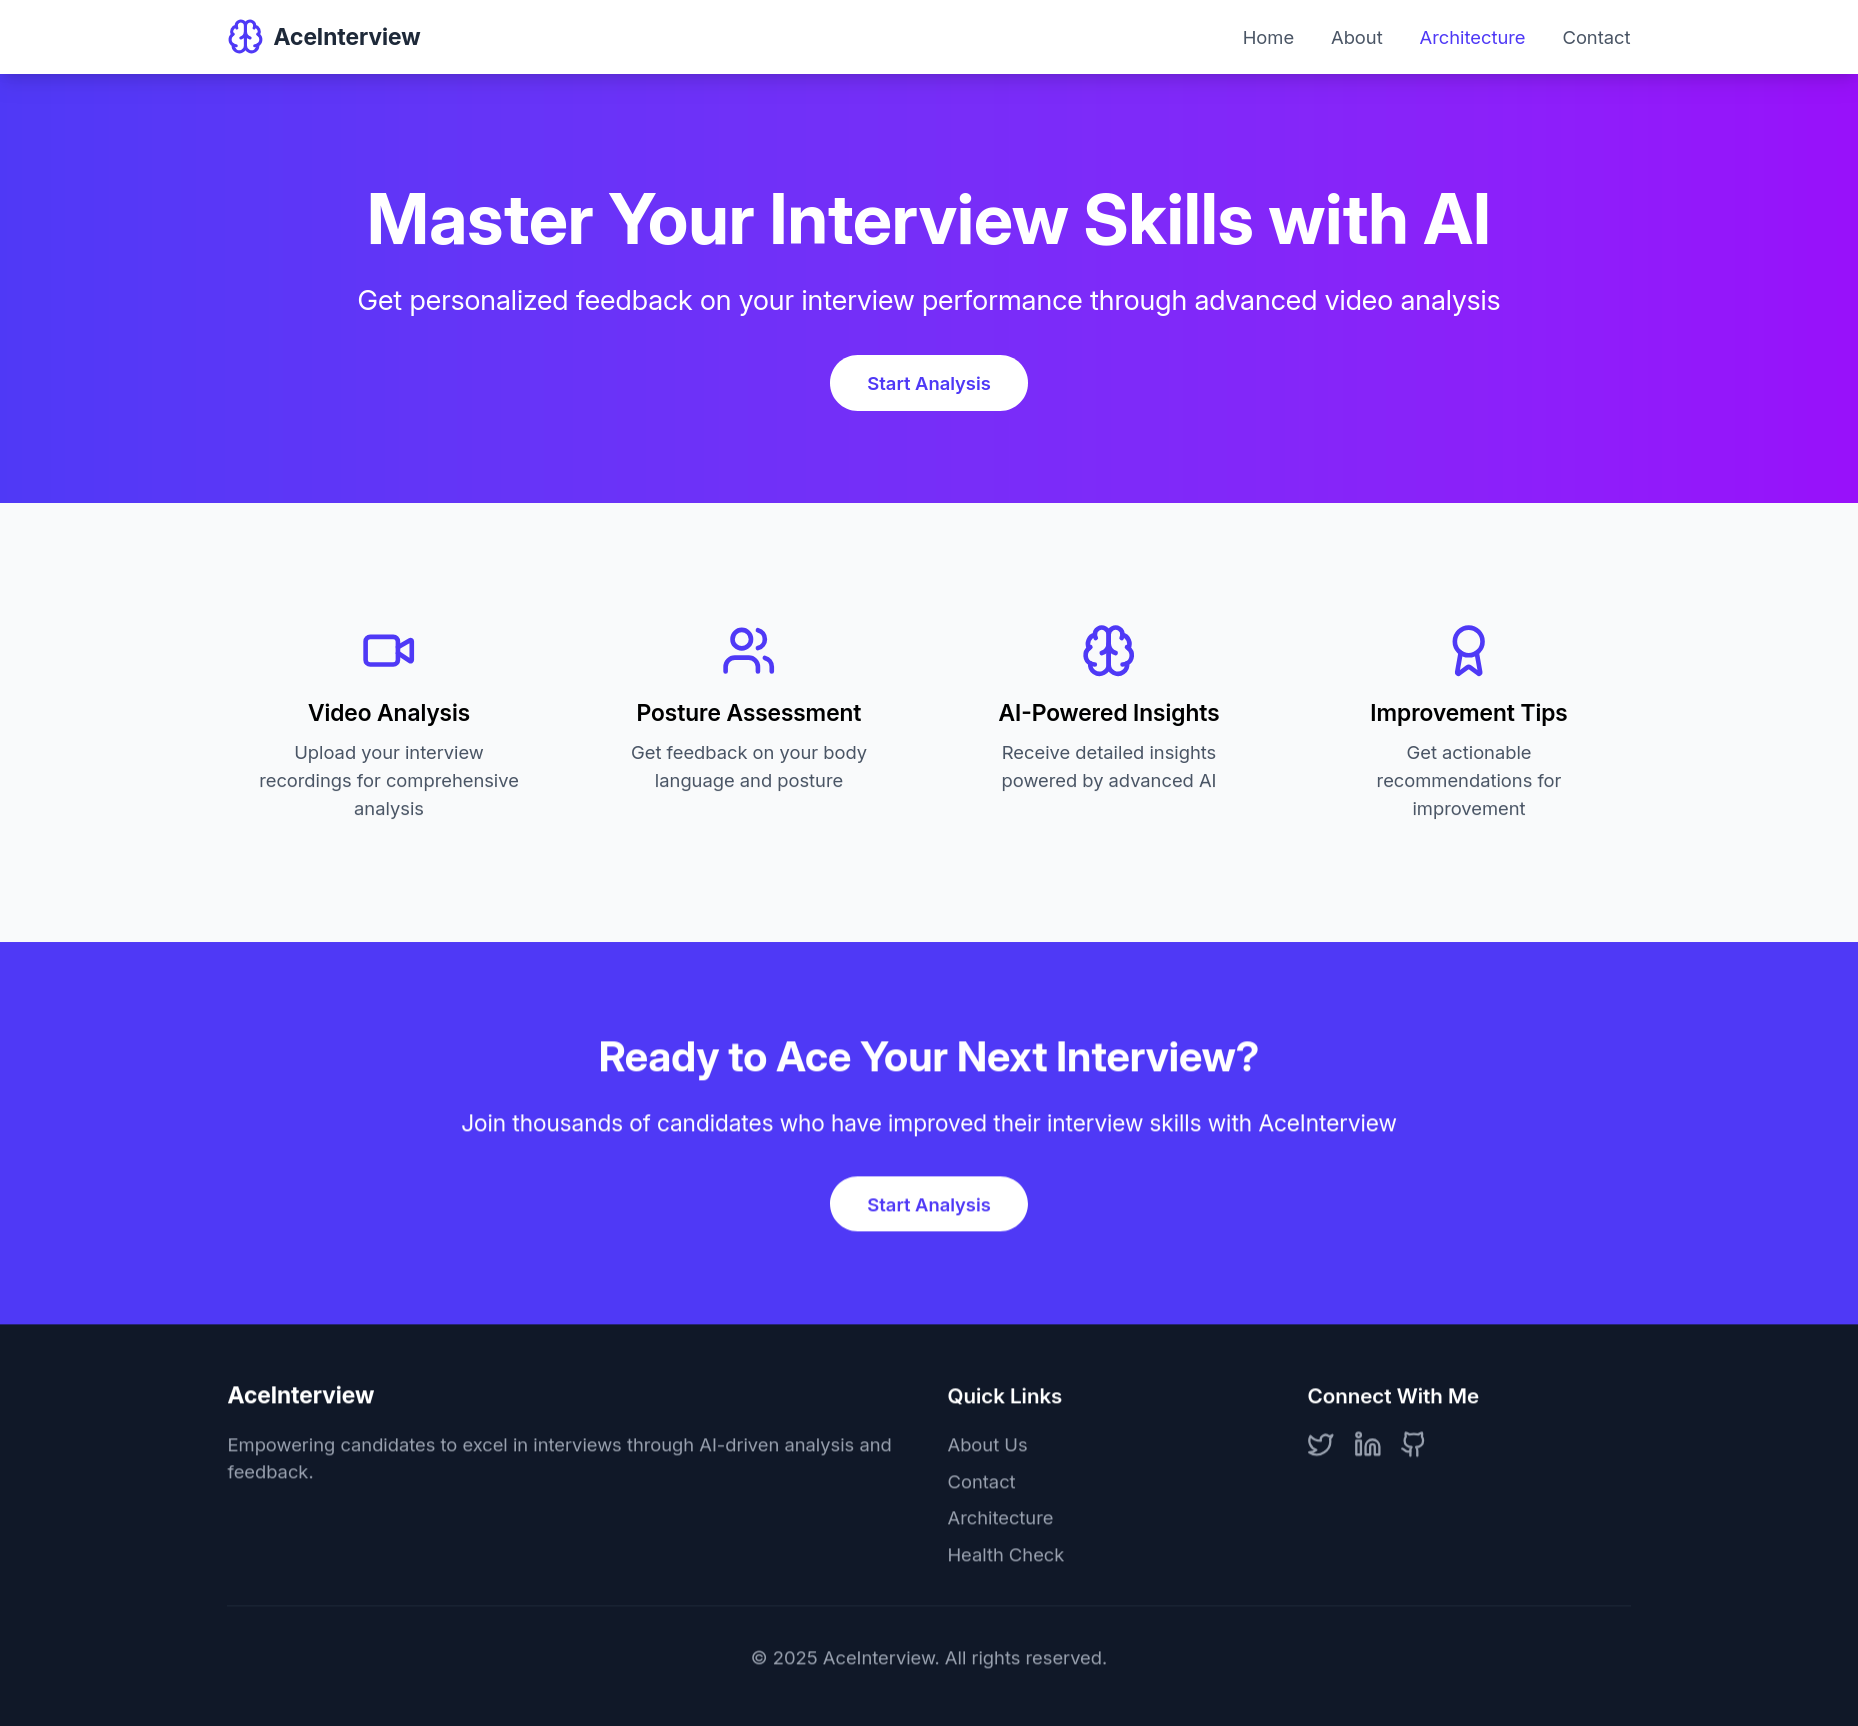 AceInterview
Home
About
Architecture
Contact
Master Your Interview Skills with AI
Get personalized feedback on your interview performance through advanced video analysis
Start Analysis
Video Analysis
Upload your interview
recordings for comprehensive
analysis
Posture Assessment
Get feedback on your body
language and posture
AI-Powered Insights
Receive detailed insights
powered by advanced AI
Improvement Tips
Get actionable
recommendations for
improvement
Ready to Ace Your Next Interview?
Join thousands of candidates who have improved their interview skills with AceInterview
Start Analysis
AceInterview
Empowering candidates to excel in interviews through AI-driven analysis and
feedback.
Quick Links
About Us
Contact
Architecture
Health Check
Connect With Me
© 2025 AceInterview. All rights reserved.